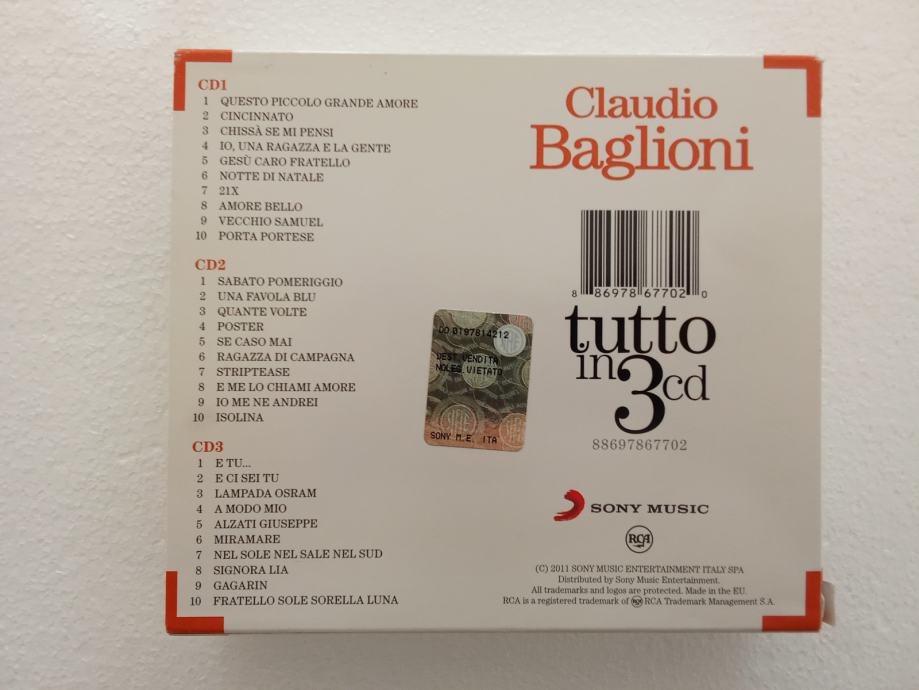 CD1
1 QUESTO PICCOLO GRANDE AMORE
2 CINCINNATO
3 CHISSÀ SE MI PENSI
4 IO, UNA RAGAZZA E LA GENTE
5 GESÙ CARO FRATELLO
6 NOTTE DI NATALE
7 21X
8 AMORE BELLO
9 VECCHIO SAMUEL
10 PORTA PORTESE
CD2
1 SABATO POMERIGGIO
2 UNA FAVOLA BLU
3 QUANTE VOLTE
4 POSTER
5 SE CASO MAI
6 RAGAZZA DI CAMPAGNA
7 STRIPTEASE
8 E ME LO CHIAMI AMORE
9 IO ME NE ANDREI
10 ISOLINA
CD3
1 E TU...
2 E CI SEI TU
3 LAMPADA OSRAM
4 A MODO MIO
5 ALZATI GIUSEPPE
6 MIRAMARE
7 NEL SOLE NEL SALE NEL SUD
8 SIGNORA LIA
9 GAGARIN
10 FRATELLO SOLE SORELLA LUNA
DO 0197814212
DEST.VENDITA
NOLEG.VIETATO
SONY M.E. ITA
Claudio
Baglioni
8 86978 67702 0
tutto
in 3cd
88697867702
SONY MUSIC
RCA
(C) 2011 SONY MUSIC ENTERTAINMENT ITALY SPA
Distributed by Sony Music Entertainment.
All trademarks and logos are protected. Made in the EU.
RCA is a registered trademark of RCA RCA Trademark Management S.A.